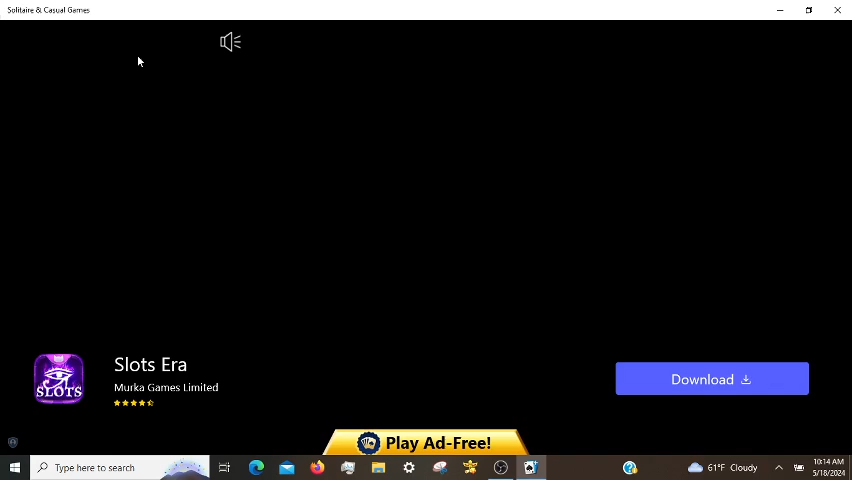 Solitaire & Casual Games
Slots Era
SLOTS
Murka Games Limited
Download
Play Ad-Free!
Type here to search
61°F Cloudy
10:14 AM
5/18/2024